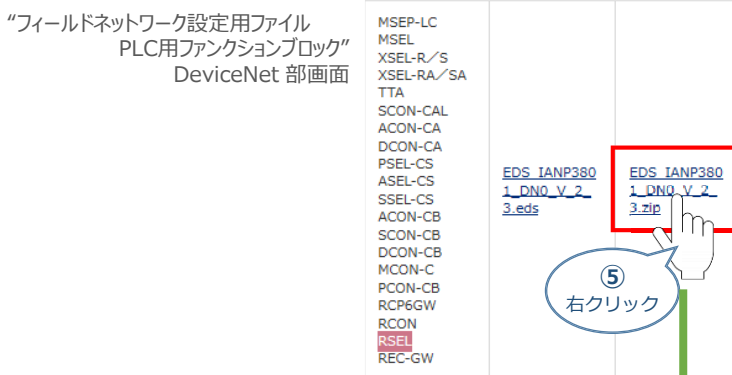 “フィールドネットワーク設定用ファイル
PLC用ファンクションブロック”
DeviceNet 部画面
MSEP-LC
MSEL
XSEL-R／S
XSEL-RA／SA
TTA
SCON-CAL
ACON-CA
DCON-CA
PSEL-CS
ASEL-CS
SSEL-CS
ACON-CB
SCON-CB
DCON-CB
MCON-C
PCON-CB
RCP6GW
RCON
RSEL
REC-GW
EDS_IANP380
1_DN0_V_2_
3.eds
EDS_IANP380
1_DN0_V_2_
3.zip
⑤
右クリック